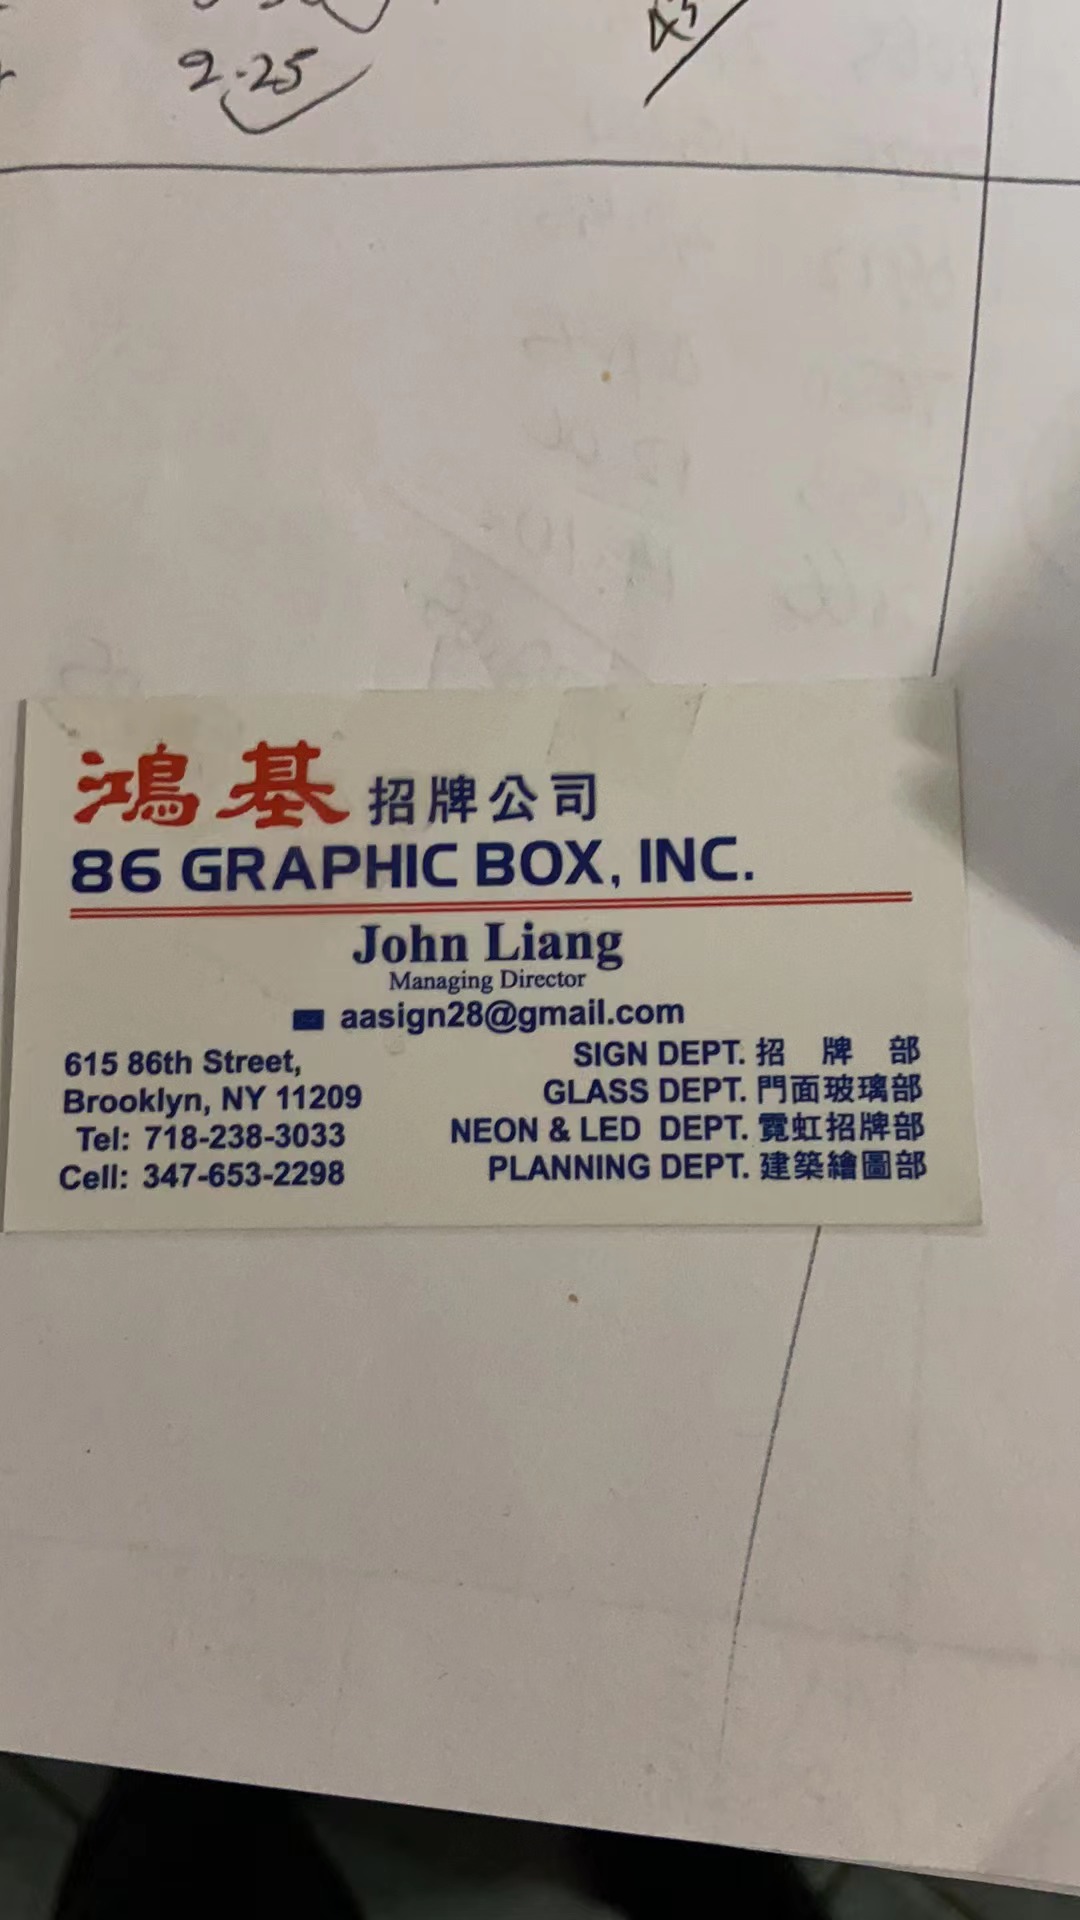 2.25
鴻基 招牌公司
86 GRAPHIC BOX, INC.
John Liang
Managing Director
aasign28@gmail.com
615 86th Street,
Brooklyn, NY 11209
Tel: 718-238-3033
Cell: 347-653-2298
SIGN DEPT. 招 牌 部
GLASS DEPT. 門面玻璃部
NEON & LED DEPT. 霓虹招牌部
PLANNING DEPT. 建築繪圖部